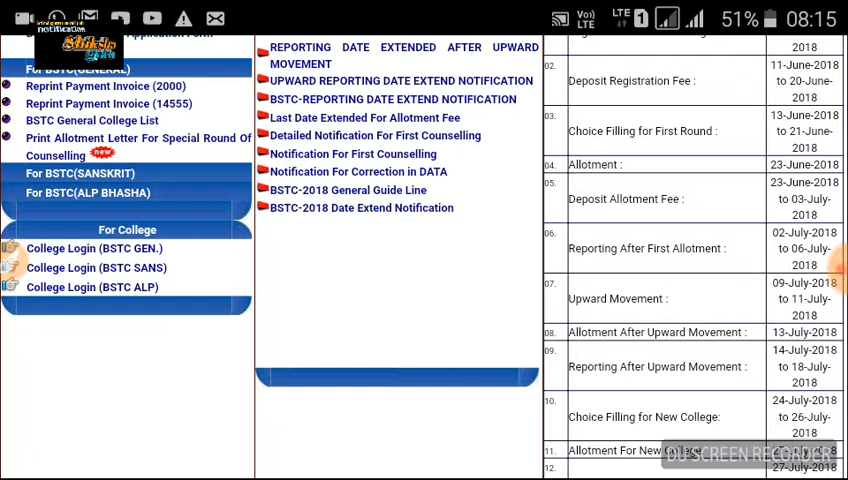 LTE 1 51% 08:15
notification
For BSTC(GENERAL)
Reprint Payment Invoice (2000)
Reprint Payment Invoice (14555)
BSTC General College List
Print Allotment Letter For Special Round Of
Counselling new
For BSTC(SANSKRIT)
For BSTC(ALP BHASHA)
For College
College Login (BSTC GEN.)
College Login (BSTC SANS)
College Login (BSTC ALP)
REPORTING DATE EXTENDED AFTER UPWARD
MOVEMENT
UPWARD REPORTING DATE EXTEND NOTIFICATION
BSTC-REPORTING DATE EXTEND NOTIFICATION
Last Date Extended For Allotment Fee
Detailed Notification For First Counselling
Notification For First Counselling
Notification For Correction in DATA
BSTC-2018 General Guide Line
BSTC-2018 Date Extend Notification
2018
02. Deposit Registration Fee : 11-June-2018
to 20-June-
2018
03. Choice Filling for First Round : 13-June-2018
to 21-June-
2018
04. Allotment : 23-June-2018
05. Deposit Allotment Fee : 23-June-2018
to 03-July-
2018
06. Reporting After First Allotment : 02-July-2018
to 06-July-
2018
07. Upward Movement : 09-July-2018
to 11-July-
2018
08. Allotment After Upward Movement : 13-July-2018
09. Reporting After Upward Movement : 14-July-2018
to 18-July-
2018
10. Choice Filling for New College: 24-July-2018
to 26-July-
2018
11. Allotment For New College
12. 27-July-2018
DU SCREEN RECORDER